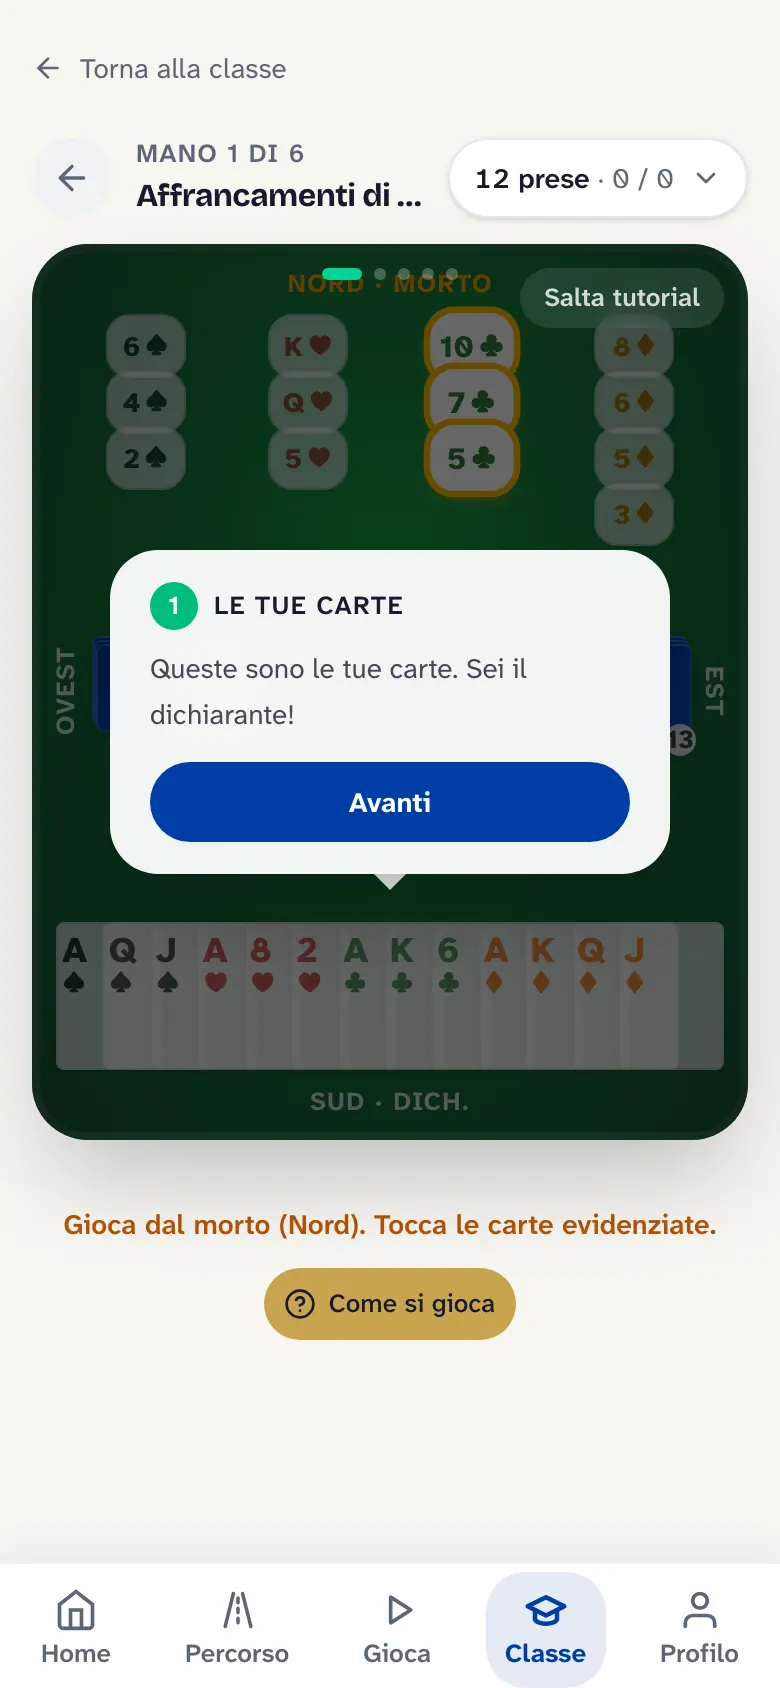 Torna alla classe
MANO 1 DI 6
Affrancamenti di ...
12 prese · 0 / 0
NORD · MORTO
Salta tutorial
6♠ K♥ 10♣ 8♦
4♠ Q♥ 7♣ 6♦
2♠ 5♥ 5♣ 5♦
3♦
1 LE TUE CARTE
Queste sono le tue carte. Sei il
dichiarante!
Avanti
OVEST
EST
13
A Q J A 8 2 A K 6 A K Q J
♠ ♠ ♠ ♥ ♥ ♥ ♣ ♣ ♣ ♦ ♦ ♦ ♦
SUD · DICH.
Gioca dal morto (Nord). Tocca le carte evidenziate.
? Come si gioca
Home
Percorso
Gioca
Classe
Profilo